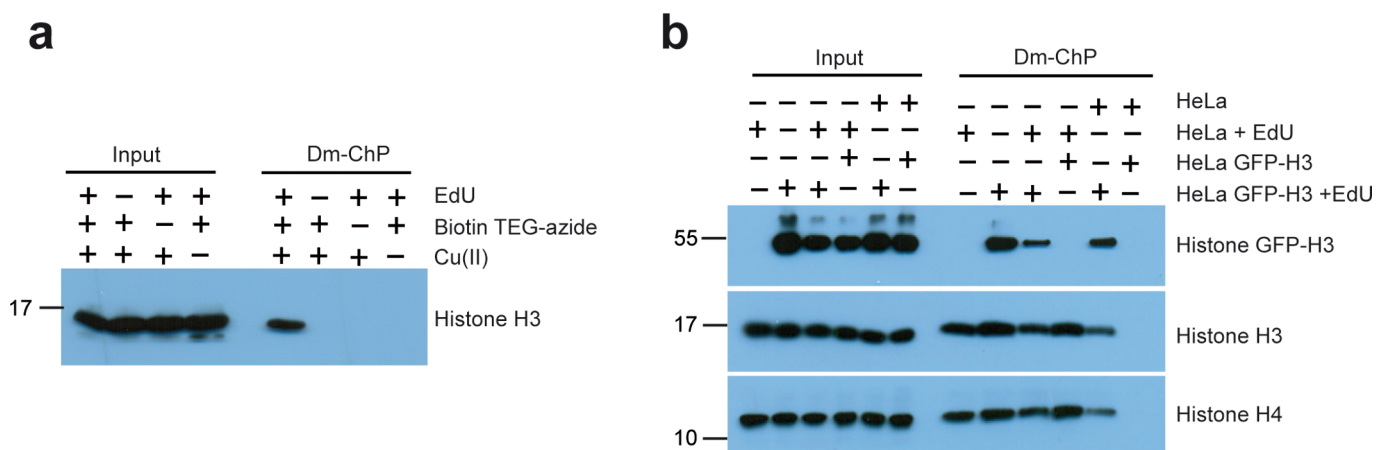 a
Input Dm-ChP
+ − + + + − + + EdU
+ + − + + + − + Biotin TEG-azide
+ + + − + + + − Cu(II)
17
Histone H3
b
Input Dm-ChP
− − − − + + − − − − + + HeLa
+ − + + − − + − + + − − HeLa + EdU
− − − + − + − − − + − + HeLa GFP-H3
− + + − + − − + + − + − HeLa GFP-H3 +EdU
55 Histone GFP-H3
17 Histone H3
Histone H4
10